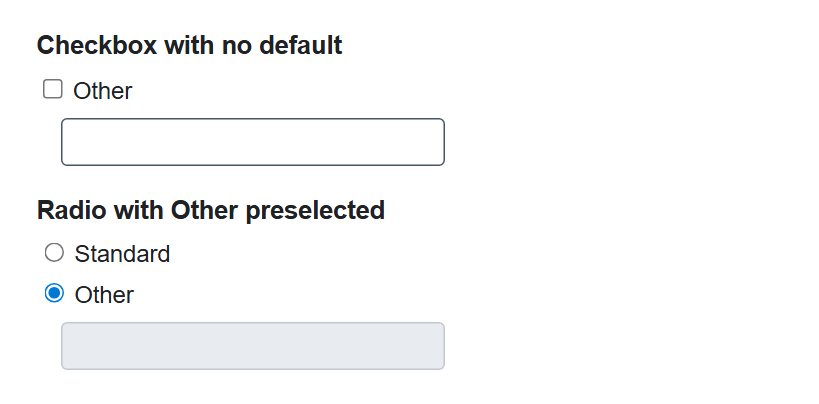 Checkbox with no default
Other
Radio with Other preselected
Standard
Other